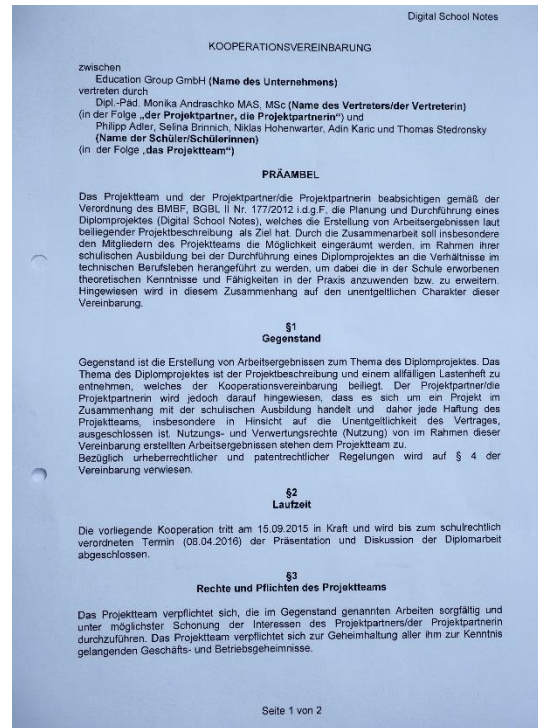 Digital School Notes
KOOPERATIONSVEREINBARUNG
zwischen
Education Group GmbH (Name des Unternehmens)
vertreten durch
Dipl.-Päd. Monika Andraschko MAS, MSc (Name des Vertreters/der Vertreterin)
(in der Folge „der Projektpartner, die Projektpartnerin“) und
Philipp Adler, Selina Brinnich, Niklas Hohenwarter, Adin Karic und Thomas Stedronsky
(Name der Schüler/Schülerinnen)
(in der Folge „das Projektteam“)
PRÄAMBEL
Das Projektteam und der Projektpartner/die Projektpartnerin beabsichtigen gemäß der
Verordnung des BMBF, BGBL II Nr. 177/2012 i.d.g.F, die Planung und Durchführung eines
Diplomprojektes (Digital School Notes), welches die Erstellung von Arbeitsergebnissen laut
beiliegender Projektbeschreibung als Ziel hat. Durch die Zusammenarbeit soll insbesondere
den Mitgliedern des Projektteams die Möglichkeit eingeräumt werden, im Rahmen ihrer
schulischen Ausbildung bei der Durchführung eines Diplomprojektes an die Verhältnisse im
technischen Berufsleben herangeführt zu werden, um dabei die in der Schule erworbenen
theoretischen Kenntnisse und Fähigkeiten in der Praxis anzuwenden bzw. zu erweitern.
Hingewiesen wird in diesem Zusammenhang auf den unentgeltlichen Charakter dieser
Vereinbarung.
§1
Gegenstand
Gegenstand ist die Erstellung von Arbeitsergebnissen zum Thema des Diplomprojektes. Das
Thema des Diplomprojektes ist der Projektbeschreibung und einem allfälligen Lastenheft zu
entnehmen, welches der Kooperationsvereinbarung beiliegt. Der Projektpartner/die
Projektpartnerin wird jedoch darauf hingewiesen, dass es sich um ein Projekt im
Zusammenhang mit der schulischen Ausbildung handelt und daher jede Haftung des
Projektteams, insbesondere in Hinsicht auf die Unentgeltlichkeit des Vertrages,
ausgeschlossen ist. Nutzungs- und Verwertungsrechte (Nutzung) von im Rahmen dieser
Vereinbarung erstellten Arbeitsergebnissen stehen dem Projektteam zu.
Bezüglich urheberrechtlicher und patentrechtlicher Regelungen wird auf § 4 der
Vereinbarung verwiesen.
§2
Laufzeit
Die vorliegende Kooperation tritt am 15.09.2015 in Kraft und wird bis zum schulrechtlich
verordneten Termin (08.04.2016) der Präsentation und Diskussion der Diplomarbeit
abgeschlossen.
§3
Rechte und Pflichten des Projektteams
Das Projektteam verpflichtet sich, die im Gegenstand genannten Arbeiten sorgfältig und
unter möglichster Schonung der Interessen des Projektpartners/der Projektpartnerin
durchzuführen. Das Projektteam verpflichtet sich zur Geheimhaltung aller ihm zur Kenntnis
gelangenden Geschäfts- und Betriebsgeheimnisse.
Seite 1 von 2